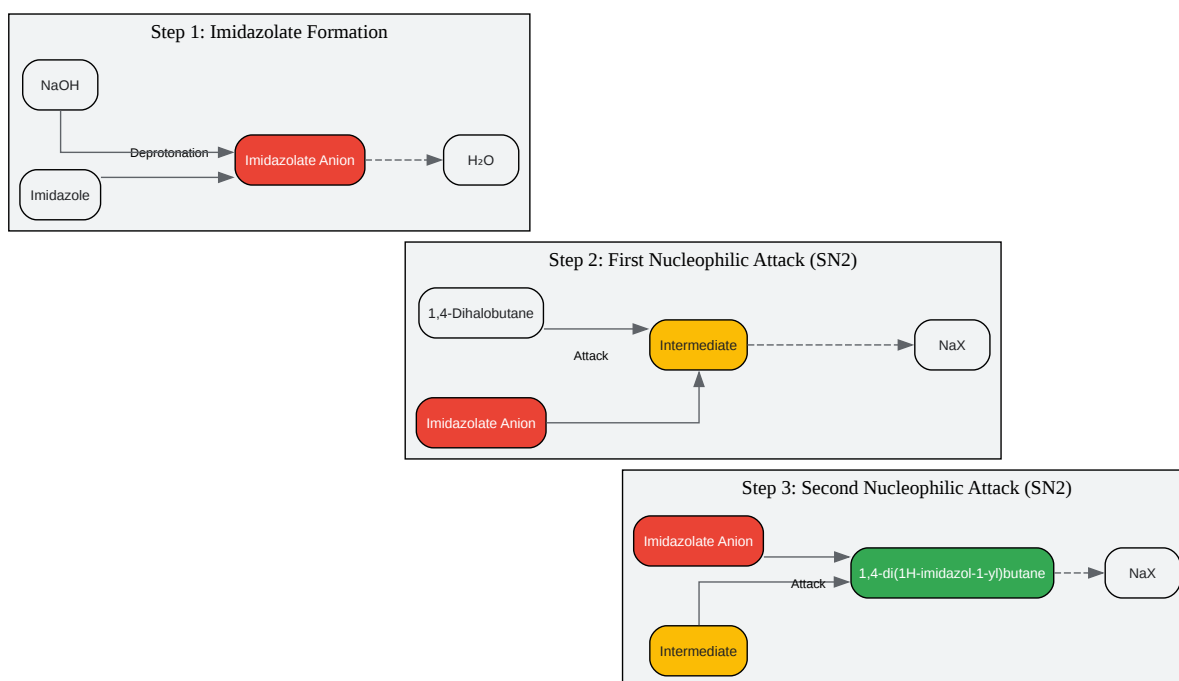 Step 1: Imidazolate Formation
NaOH
Deprotonation
Imidazolate Anion
H₂O
Imidazole
Step 2: First Nucleophilic Attack (SN2)
1,4-Dihalobutane
Attack
Intermediate
NaX
Imidazolate Anion
Step 3: Second Nucleophilic Attack (SN2)
Imidazolate Anion
Attack
1,4-di(1H-imidazol-1-yl)butane
NaX
Intermediate